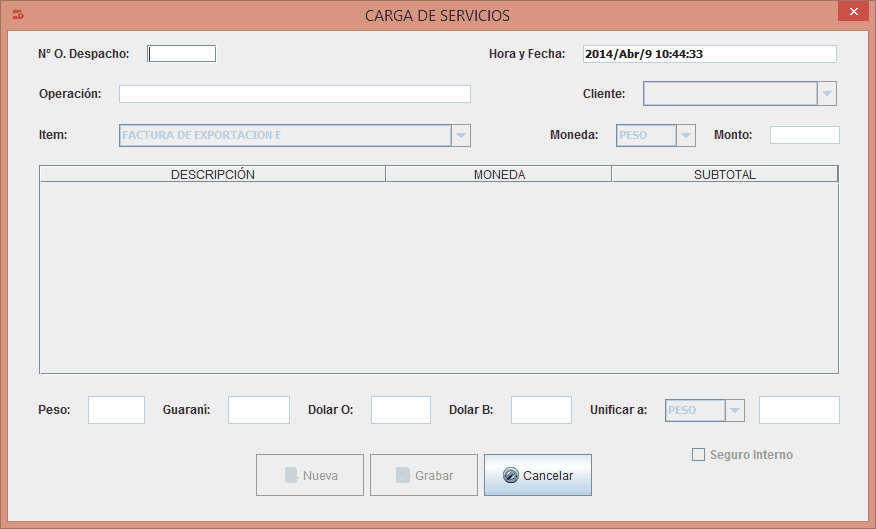 CARGA DE SERVICIOS
N° O. Despacho: Hora y Fecha: 2014/Abr/9 10:44:33
Operación: Cliente:
Item: FACTURA DE EXPORTACION E Moneda: PESO Monto:
DESCRIPCIÓN MONEDA SUBTOTAL
Peso: Guaraní: Dolar O: Dolar B: Unificar a: PESO
Seguro Interno
Nueva Grabar Cancelar